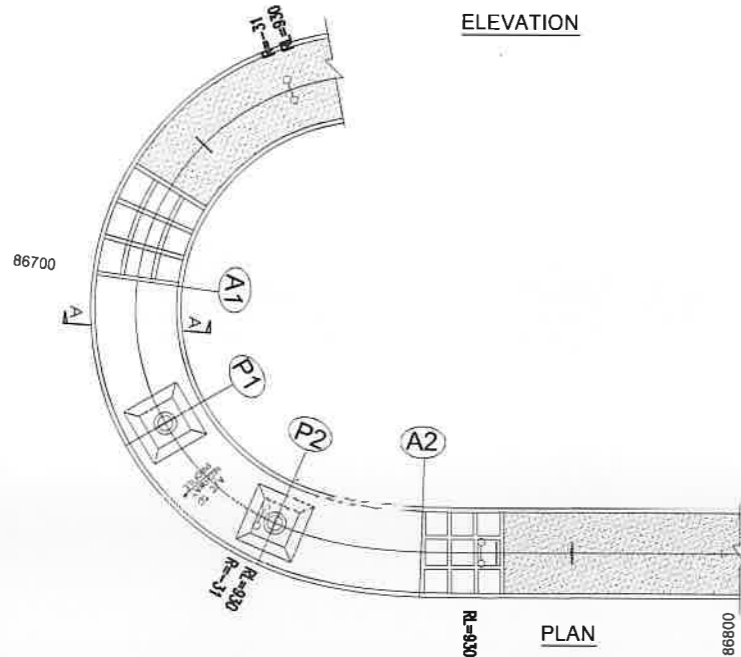 ELEVATION
RL=930
R=-31
86700
A1
A
A
P1
P2
A2
RL=930
R=-31
RL=930
PLAN
86800